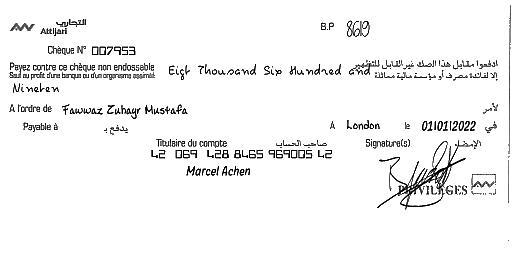 التجاري
Attijari
B.P 8619
Chèque N° 007953
Payez contre ce chèque non endossable
ادفعوا مقابل هذا الصك غير القابل للتظهير
Sauf au profit d'une banque ou d'un organisme assimilé
إلا لفائدة مصرف أو مؤسسة مالية مماثلة
Eigt Thousand Six Hundred and
Nineten
A l'ordre de Fawwaz Zuhayr Mustafa لأمر
Payable à يدفع بـ A London le 01/01/2022 في
Titulaire du compte صاحب الحساب Signature(s) الإمضاء
42 069 428 8465 969005 42
Marcel Achen
PRIVILEGES